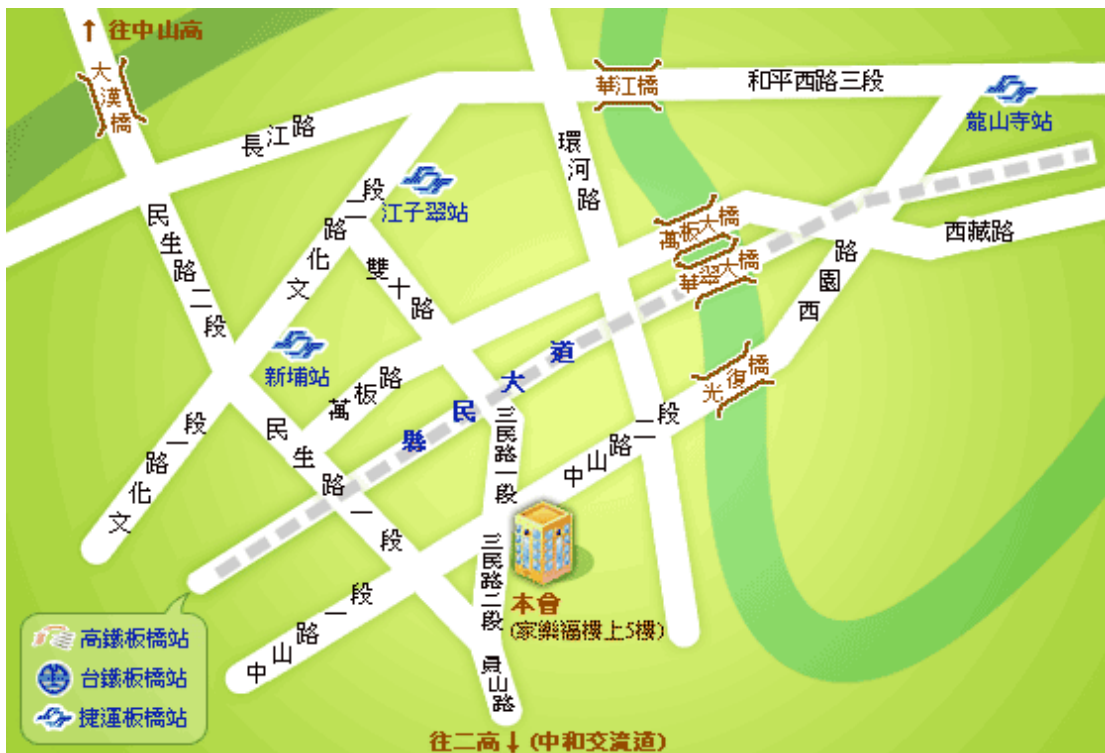 ↑ 往中山高
大漢橋
華江橋
和平西路三段
龍山寺站
長江路
環河路
江子翠站
民生路二段
文化路二段
萬板大橋
華翠大橋
西藏路
西園路
雙十路
新埔站
萬板路
縣民大道
光復橋
文化路一段
民生路一段
三民路一段
中山路二段
三民路二段
中山路一段
本會
(家樂福樓上5樓)
員山路
高鐵板橋站
台鐵板橋站
捷運板橋站
往二高↓(中和交流道)